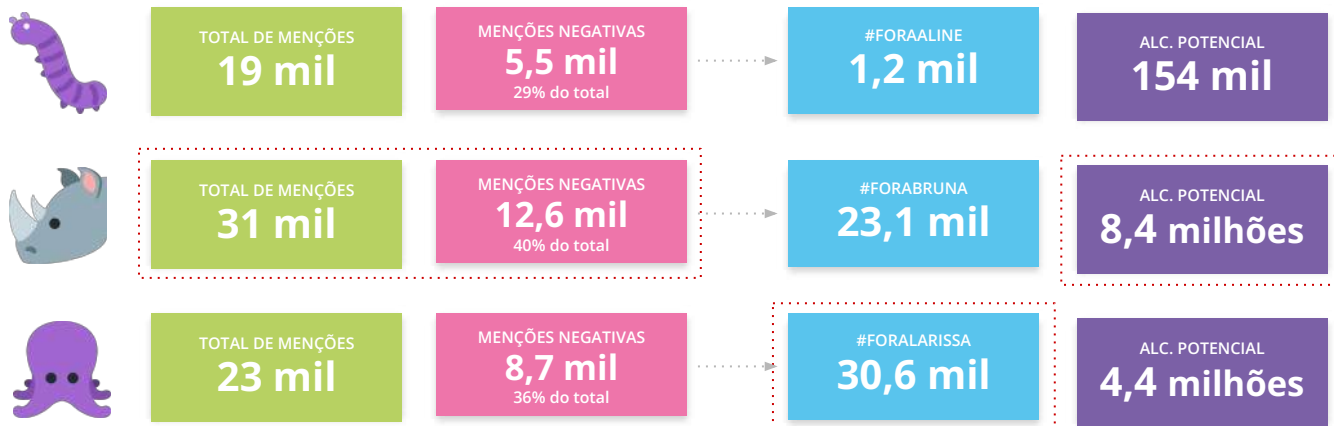 TOTAL DE MENÇÕES
19 mil
MENÇÕES NEGATIVAS
5,5 mil
29% do total
#FORAALINE
1,2 mil
ALC. POTENCIAL
154 mil
TOTAL DE MENÇÕES
31 mil
MENÇÕES NEGATIVAS
12,6 mil
40% do total
#FORABRUNA
23,1 mil
ALC. POTENCIAL
8,4 milhões
TOTAL DE MENÇÕES
23 mil
MENÇÕES NEGATIVAS
8,7 mil
36% do total
#FORALARISSA
30,6 mil
ALC. POTENCIAL
4,4 milhões